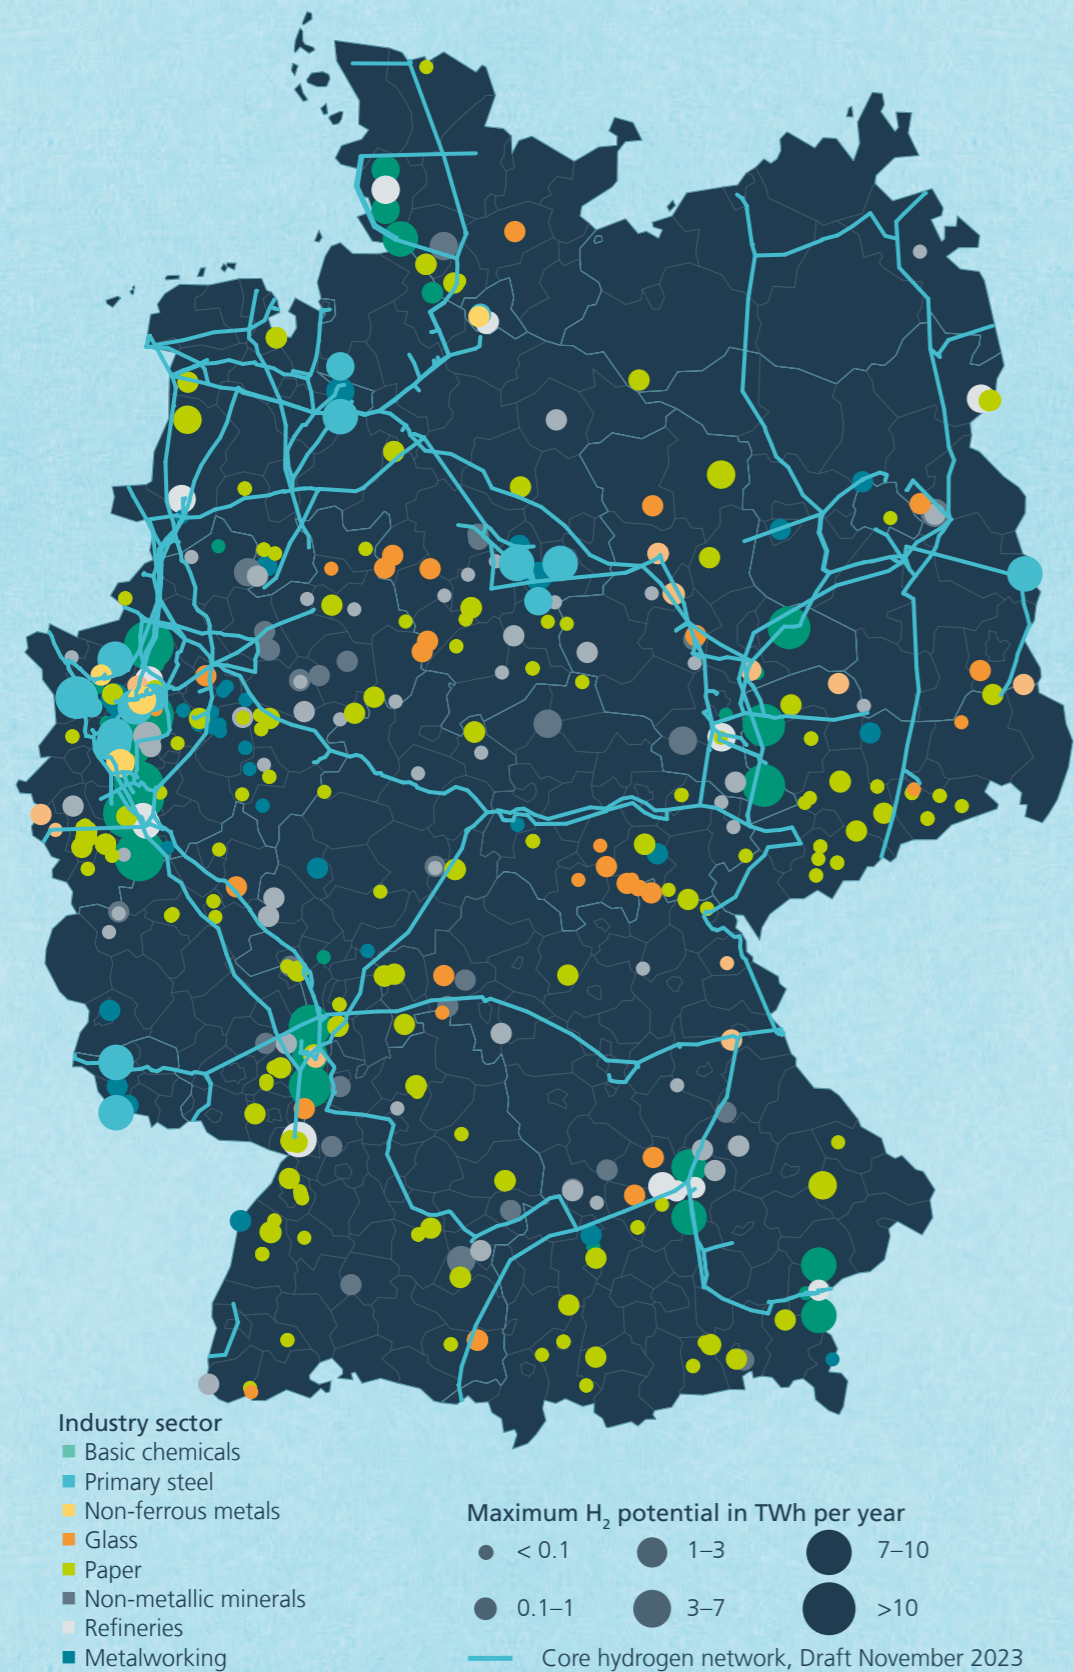 Industry sector
Basic chemicals
Primary steel
Non-ferrous metals
Glass
Paper
Non-metallic minerals
Refineries
Metalworking
Maximum H₂ potential in TWh per year
< 0.1
1–3
7–10
0.1–1
3–7
>10
Core hydrogen network, Draft November 2023